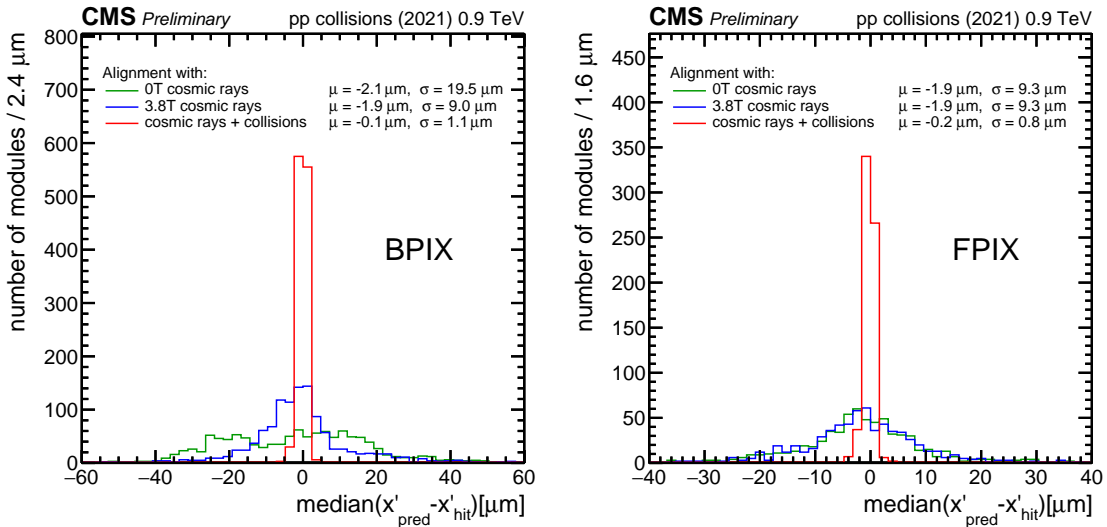 CMS Preliminary pp collisions (2021) 0.9 TeV
number of modules / 2.4 μm
800
700
600
500
400
300
200
100
0
Alignment with:
0T cosmic rays μ = -2.1 μm, σ = 19.5 μm
3.8T cosmic rays μ = -1.9 μm, σ = 9.0 μm
cosmic rays + collisions μ = -0.1 μm, σ = 1.1 μm
BPIX
−60 −40 −20 0 20 40 60
median(x'pred-x'hit)[μm]
CMS Preliminary pp collisions (2021) 0.9 TeV
number of modules / 1.6 μm
450
400
350
300
250
200
150
100
50
0
Alignment with:
0T cosmic rays μ = -1.9 μm, σ = 9.3 μm
3.8T cosmic rays μ = -1.9 μm, σ = 9.3 μm
cosmic rays + collisions μ = -0.2 μm, σ = 0.8 μm
FPIX
−40 −30 −20 −10 0 10 20 30 40
median(x'pred-x'hit)[μm]